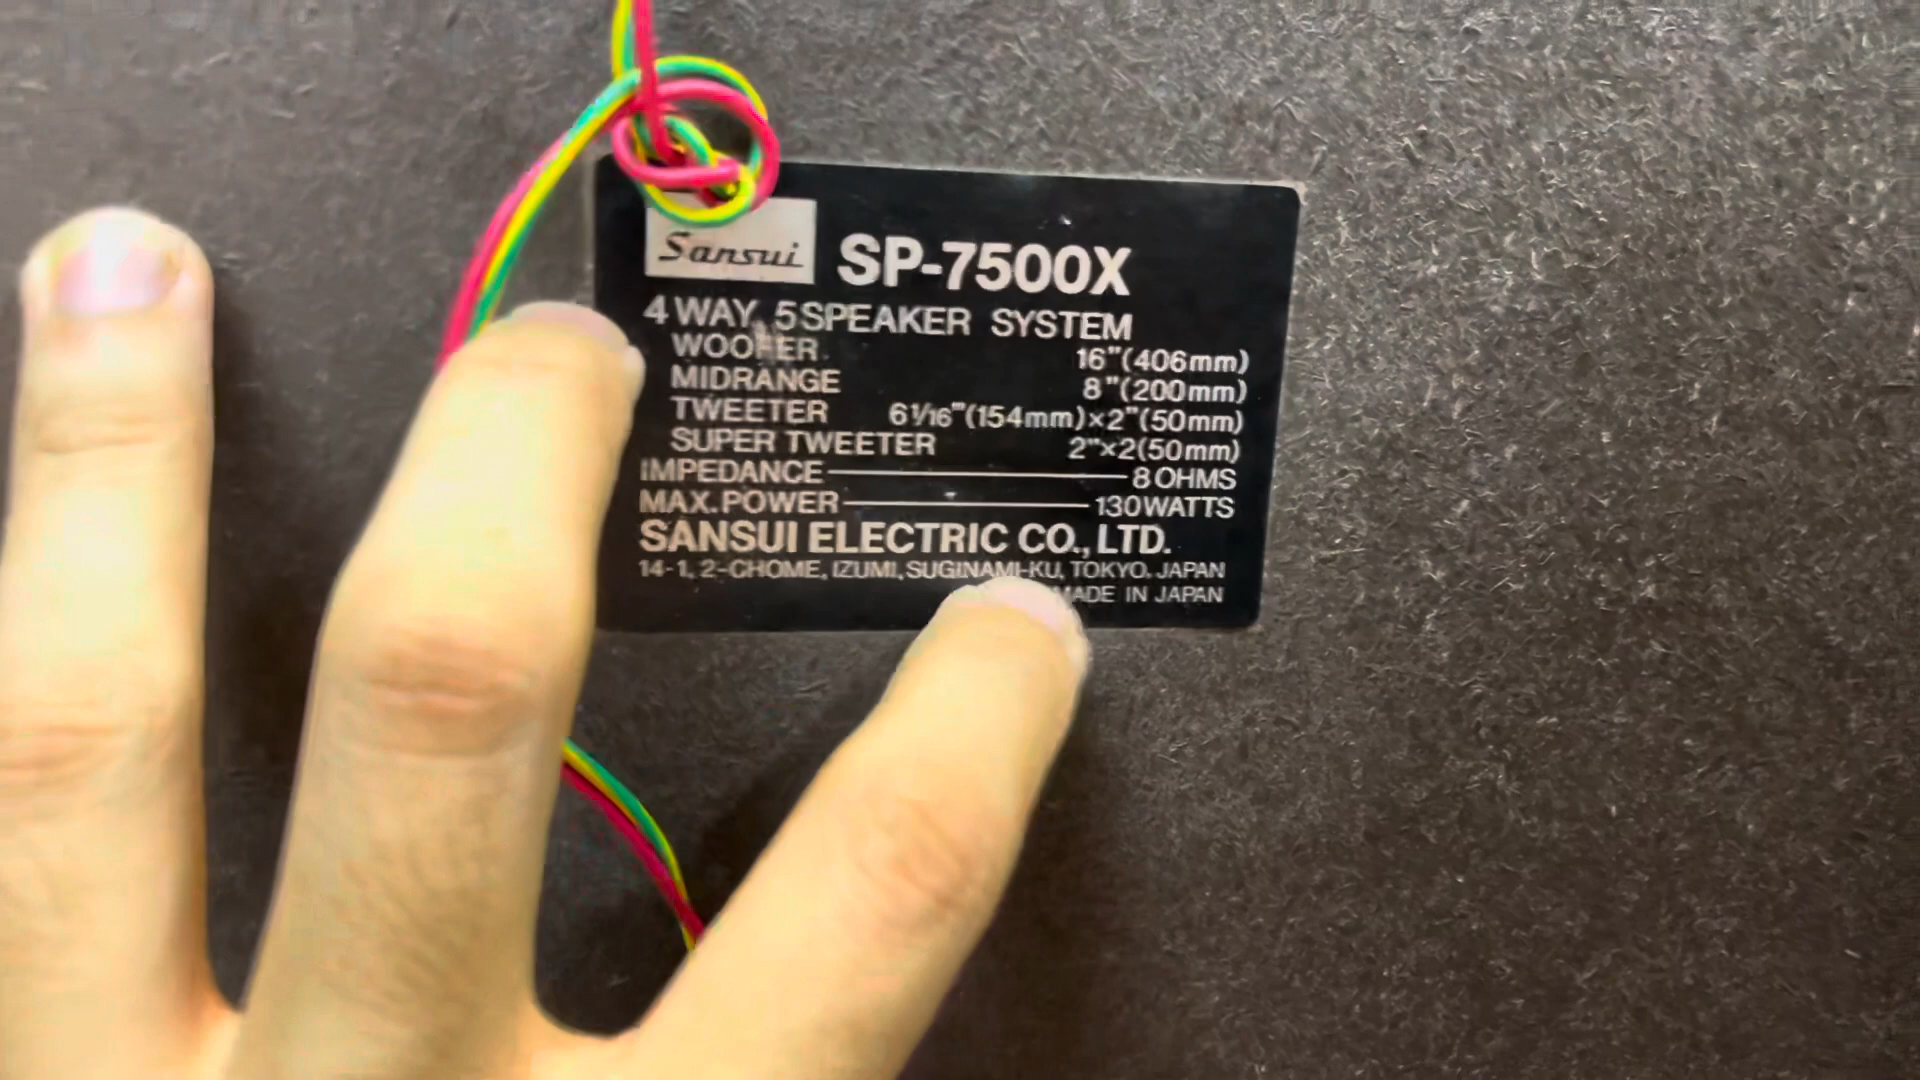 Sansui SP-7500X
4 WAY, 5 SPEAKER SYSTEM
WOOFER 16"(406mm)
MIDRANGE 8"(200mm)
TWEETER 6 1/16"(154mm)×2"(50mm)
SUPER TWEETER 2"×2(50mm)
IMPEDANCE 8 OHMS
MAX. POWER 130 WATTS
SANSUI ELECTRIC CO., LTD.
14-1, 2-CHOME, IZUMI, SUGINAMI-KU, TOKYO, JAPAN
MADE IN JAPAN